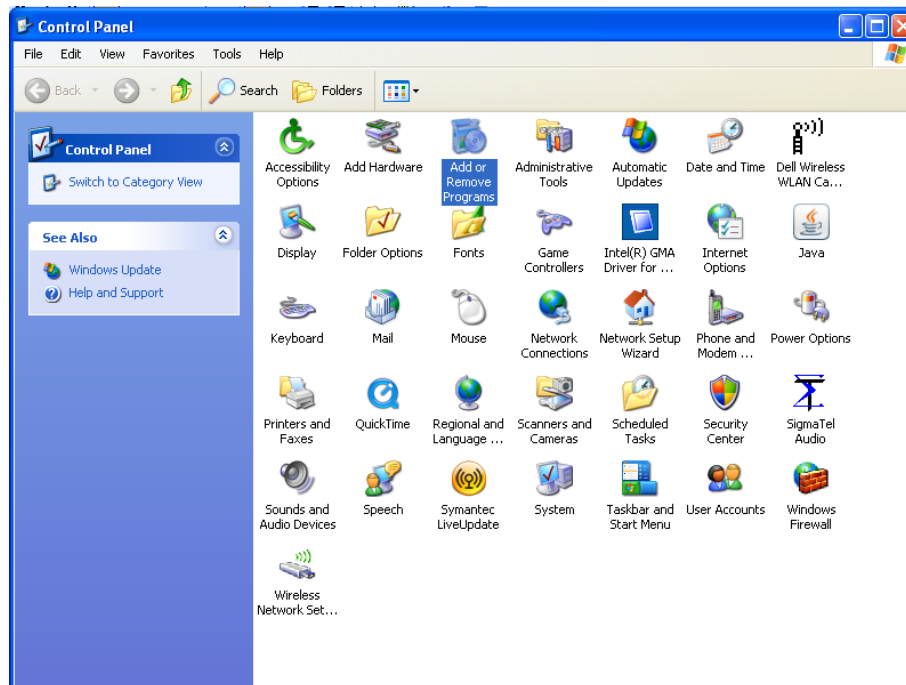 Control Panel
File Edit View Favorites Tools Help
Back Search Folders
Control Panel
Switch to Category View
See Also
Windows Update
Help and Support
Accessibility Options
Add Hardware
Add or Remove Programs
Administrative Tools
Automatic Updates
Date and Time
Dell Wireless WLAN Ca...
Display
Folder Options
Fonts
Game Controllers
Intel(R) GMA Driver for ...
Internet Options
Java
Keyboard
Mail
Mouse
Network Connections
Network Setup Wizard
Phone and Modem ...
Power Options
Printers and Faxes
QuickTime
Regional and Language ...
Scanners and Cameras
Scheduled Tasks
Security Center
SigmaTel Audio
Sounds and Audio Devices
Speech
Symantec LiveUpdate
System
Taskbar and Start Menu
User Accounts
Windows Firewall
Wireless Network Set...